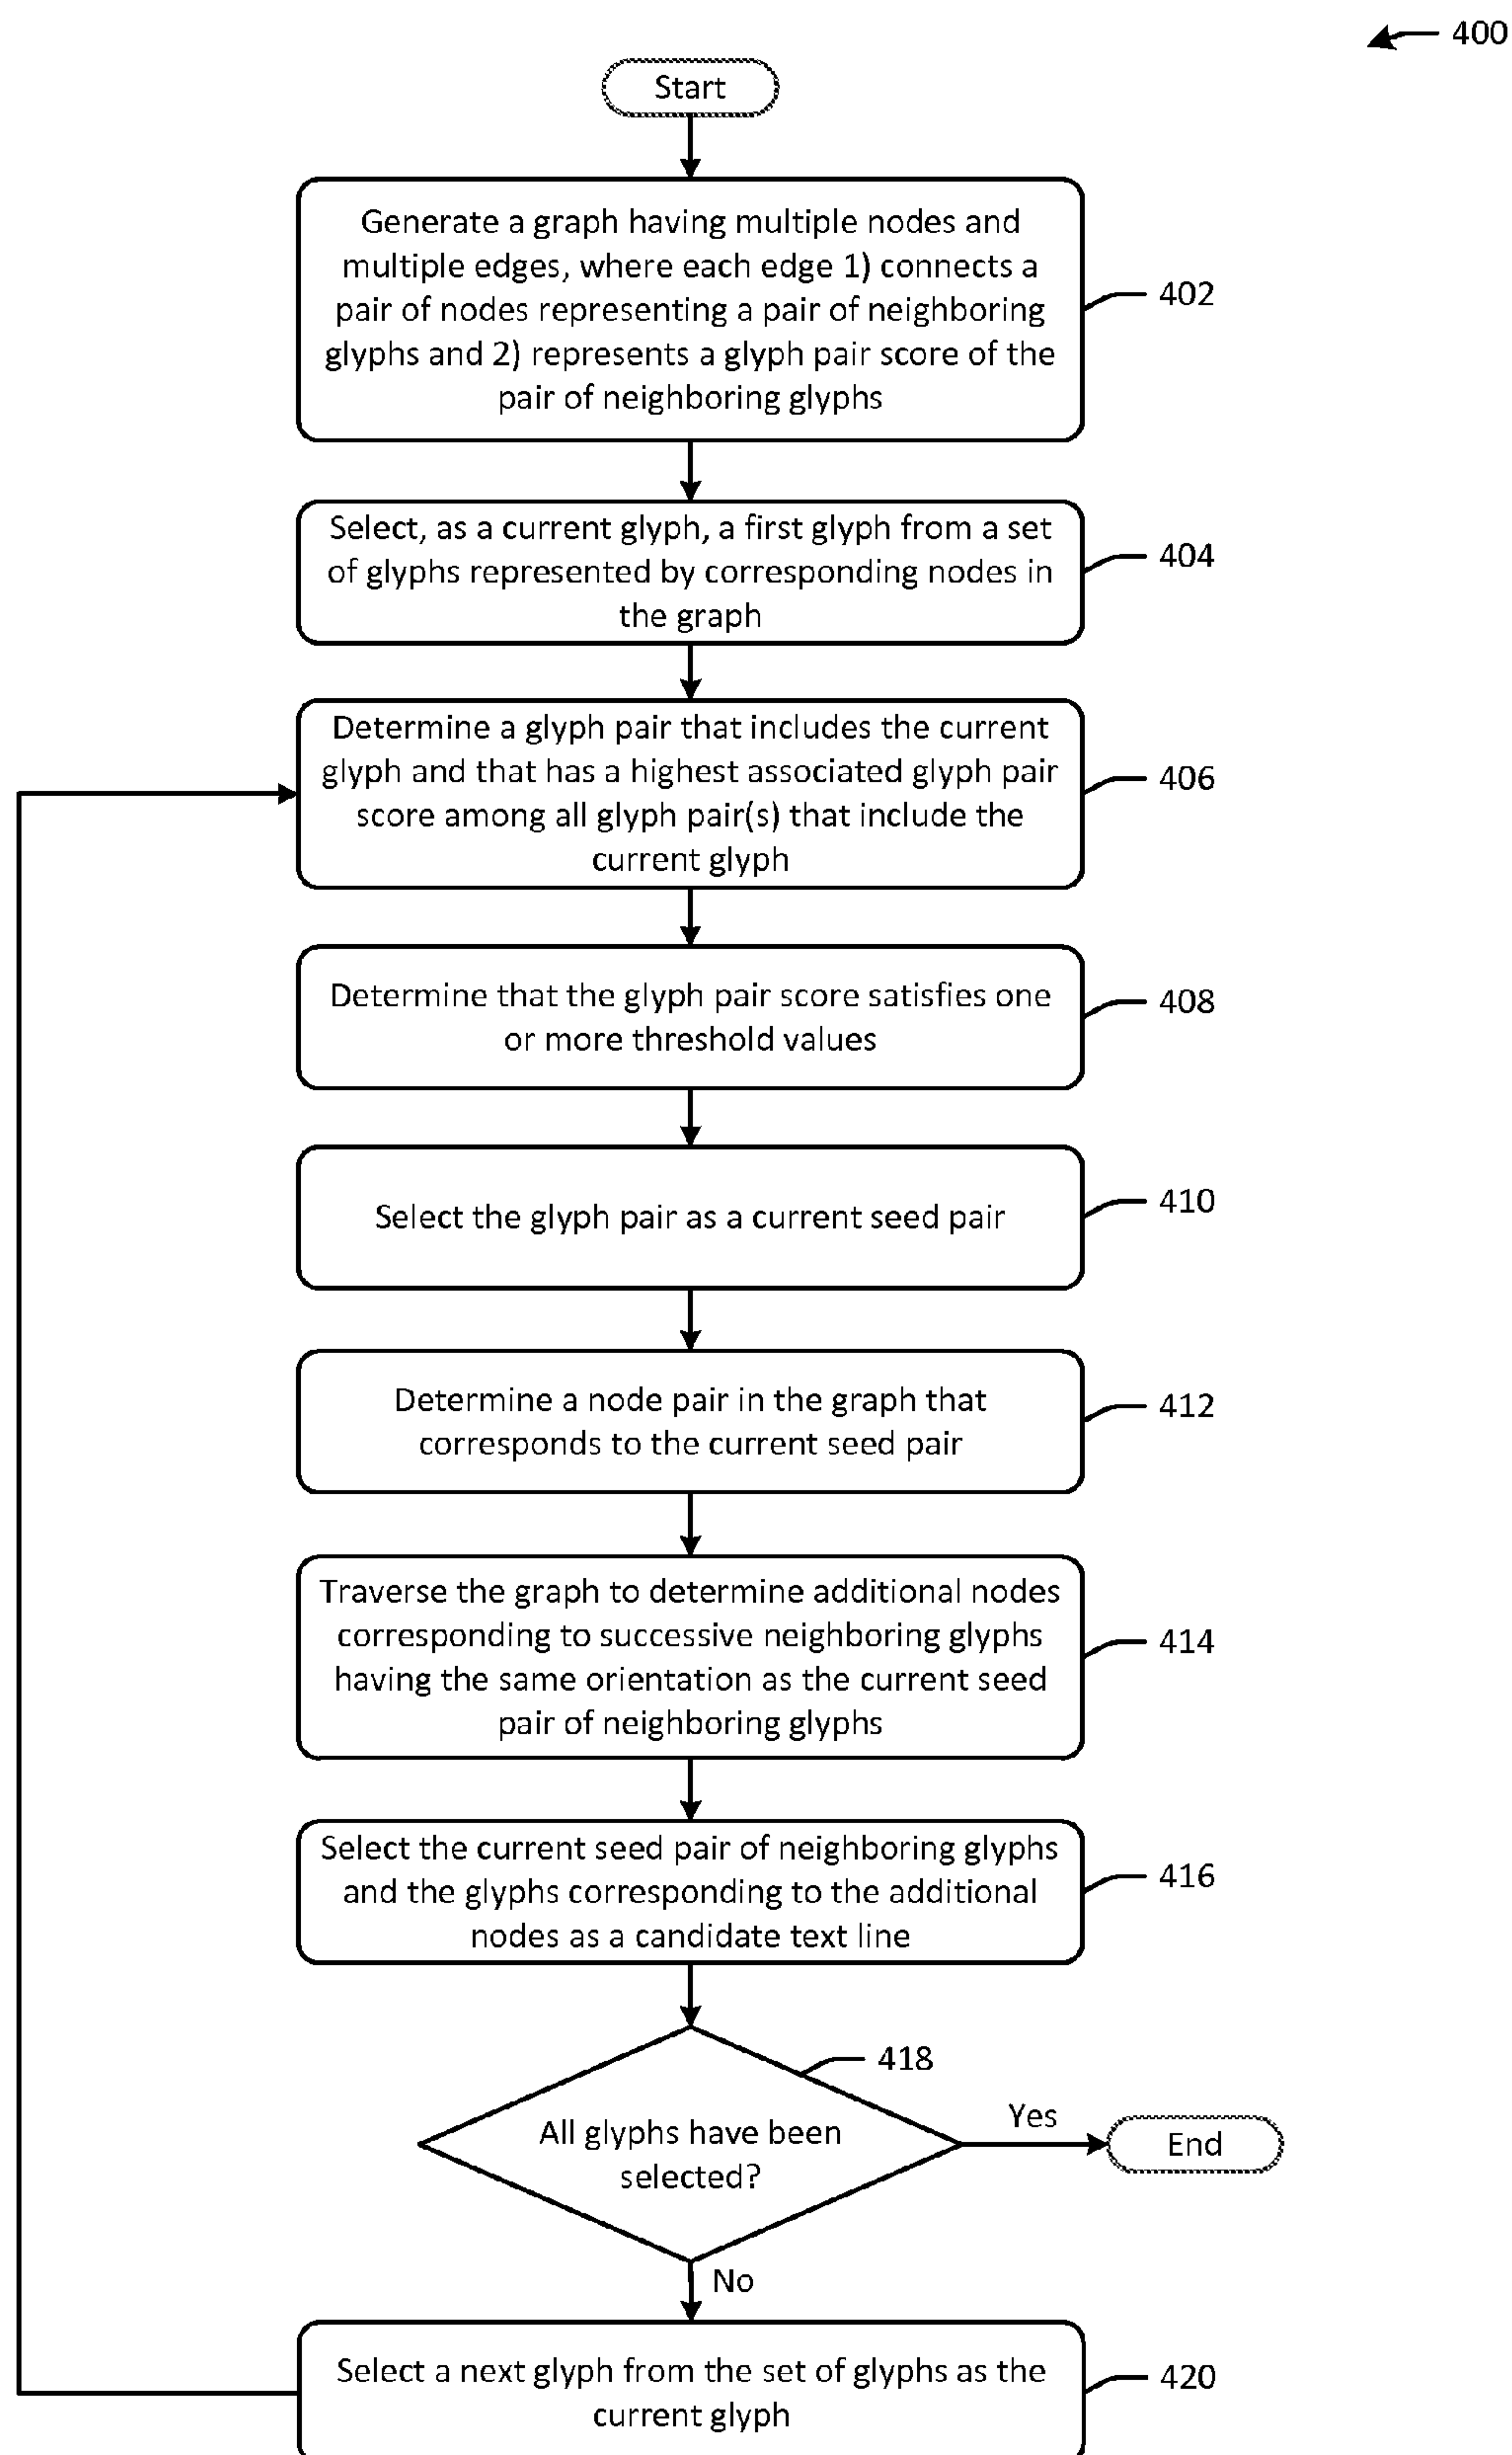 400
Start
Generate a graph having multiple nodes and
multiple edges, where each edge 1) connects a
pair of nodes representing a pair of neighboring
glyphs and 2) represents a glyph pair score of the
pair of neighboring glyphs
402
Select, as a current glyph, a first glyph from a set
of glyphs represented by corresponding nodes in
the graph
404
Determine a glyph pair that includes the current
glyph and that has a highest associated glyph pair
score among all glyph pair(s) that include the
current glyph
406
Determine that the glyph pair score satisfies one
or more threshold values
408
Select the glyph pair as a current seed pair
410
Determine a node pair in the graph that
corresponds to the current seed pair
412
Traverse the graph to determine additional nodes
corresponding to successive neighboring glyphs
having the same orientation as the current seed
pair of neighboring glyphs
414
Select the current seed pair of neighboring glyphs
and the glyphs corresponding to the additional
nodes as a candidate text line
416
418
All glyphs have been
selected?
Yes
End
No
Select a next glyph from the set of glyphs as the
current glyph
420